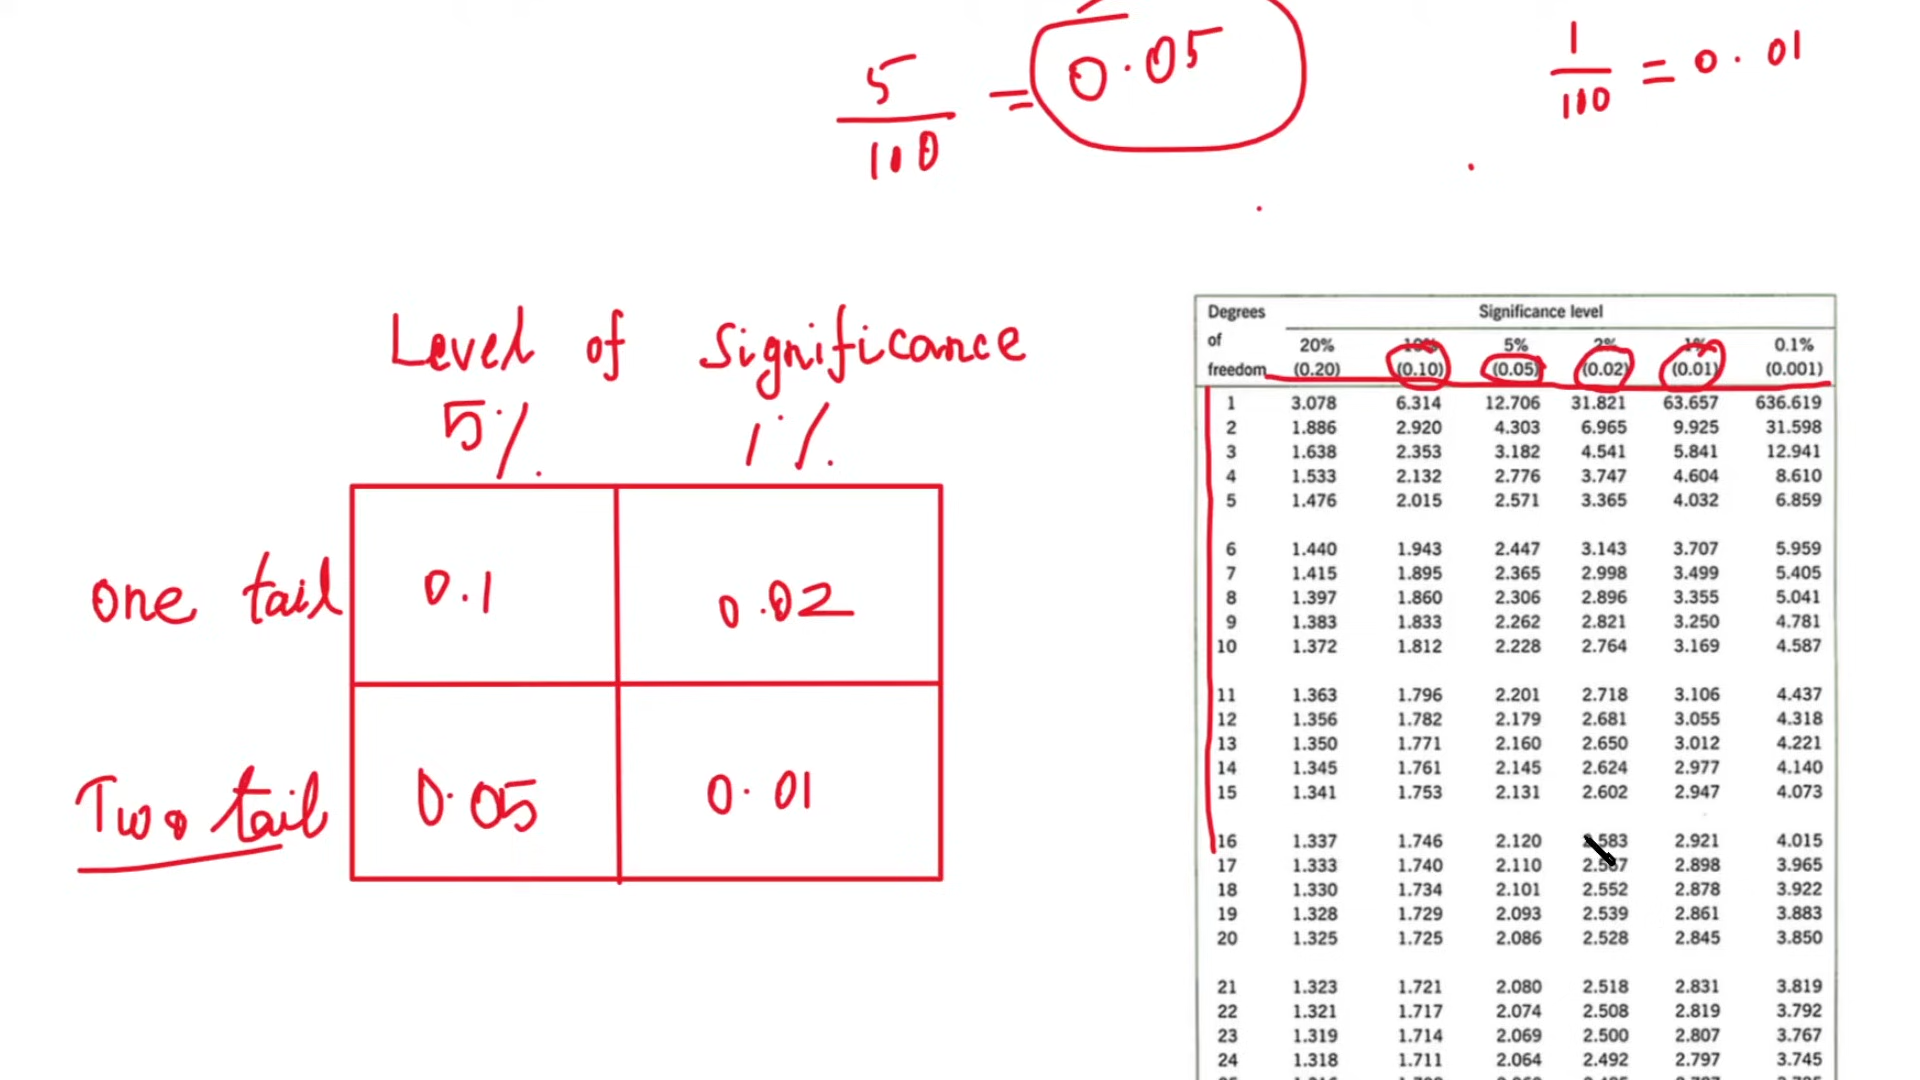 5/100 = 0.05
1/100 = 0.01
Level of Significance
5% 1%
One tail 0.1 0.02
Two tail 0.05 0.01
Degrees of freedom Significance level
20% 10% 5% 2% 1% 0.1%
(0.20) (0.10) (0.05) (0.02) (0.01) (0.001)
1 3.078 6.314 12.706 31.821 63.657 636.619
2 1.886 2.920 4.303 6.965 9.925 31.598
3 1.638 2.353 3.182 4.541 5.841 12.941
4 1.533 2.132 2.776 3.747 4.604 8.610
5 1.476 2.015 2.571 3.365 4.032 6.859
6 1.440 1.943 2.447 3.143 3.707 5.959
7 1.415 1.895 2.365 2.998 3.499 5.405
8 1.397 1.860 2.306 2.896 3.355 5.041
9 1.383 1.833 2.262 2.821 3.250 4.781
10 1.372 1.812 2.228 2.764 3.169 4.587
11 1.363 1.796 2.201 2.718 3.106 4.437
12 1.356 1.782 2.179 2.681 3.055 4.318
13 1.350 1.771 2.160 2.650 3.012 4.221
14 1.345 1.761 2.145 2.624 2.977 4.140
15 1.341 1.753 2.131 2.602 2.947 4.073
16 1.337 1.746 2.120 2.583 2.921 4.015
17 1.333 1.740 2.110 2.567 2.898 3.965
18 1.330 1.734 2.101 2.552 2.878 3.922
19 1.328 1.729 2.093 2.539 2.861 3.883
20 1.325 1.725 2.086 2.528 2.845 3.850
21 1.323 1.721 2.080 2.518 2.831 3.819
22 1.321 1.717 2.074 2.508 2.819 3.792
23 1.319 1.714 2.069 2.500 2.807 3.767
24 1.318 1.711 2.064 2.492 2.797 3.745